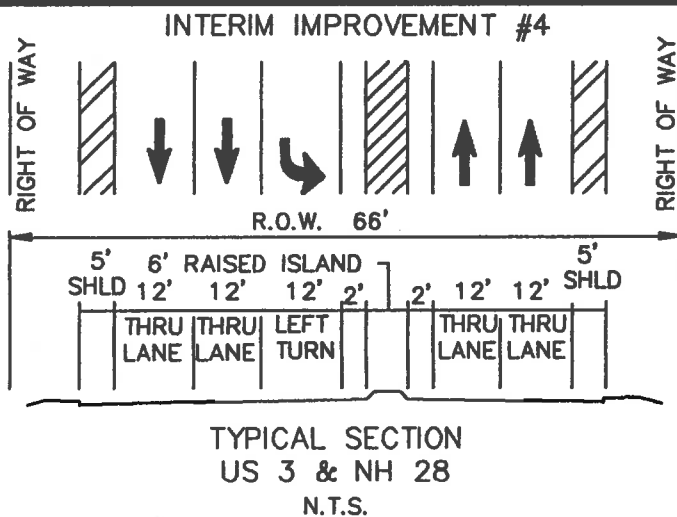 INTERIM IMPROVEMENT #4
RIGHT OF WAY
RIGHT OF WAY
R.O.W. 66'
5' 6' RAISED ISLAND 5'
SHLD 12' 12' 12' 2' 2' 12' 12' SHLD
THRU THRU LEFT THRU THRU
LANE LANE TURN LANE LANE
TYPICAL SECTION
US 3 & NH 28
N.T.S.